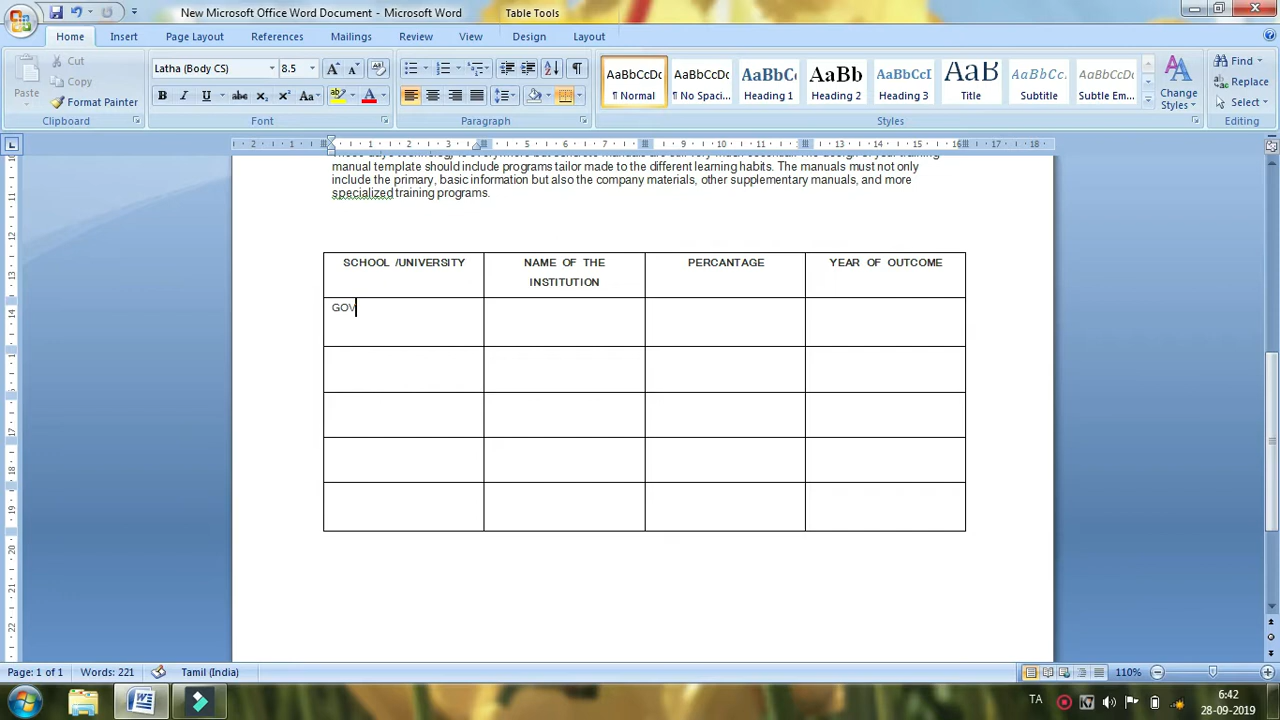 New Microsoft Office Word Document - Microsoft Word
Table Tools
Home
Insert
Page Layout
References
Mailings
Review
View
Design
Layout
Paste
Cut
Copy
Format Painter
Clipboard
Latha (Body CS)
8.5
Font
Paragraph
AaBbCcDc
¶ Normal
AaBbCcDc
¶ No Spaci...
AaBbCc
Heading 1
AaBb
Heading 2
AaBbCcI
Heading 3
AaB
Title
AaBbCc.
Subtitle
AaBbCcDc
Subtle Em...
Change
Styles
Styles
Find
Replace
Select
Editing
manual template should include programs tailor made to the different learning habits. The manuals must not only
include the primary, basic information but also the company materials, other supplementary manuals, and more
specialized training programs.
SCHOOL /UNIVERSITY
NAME OF THE
INSTITUTION
PERCANTAGE
YEAR OF OUTCOME
GOV
Page: 1 of 1
Words: 221
Tamil (India)
110%
TA
6:42
28-09-2019